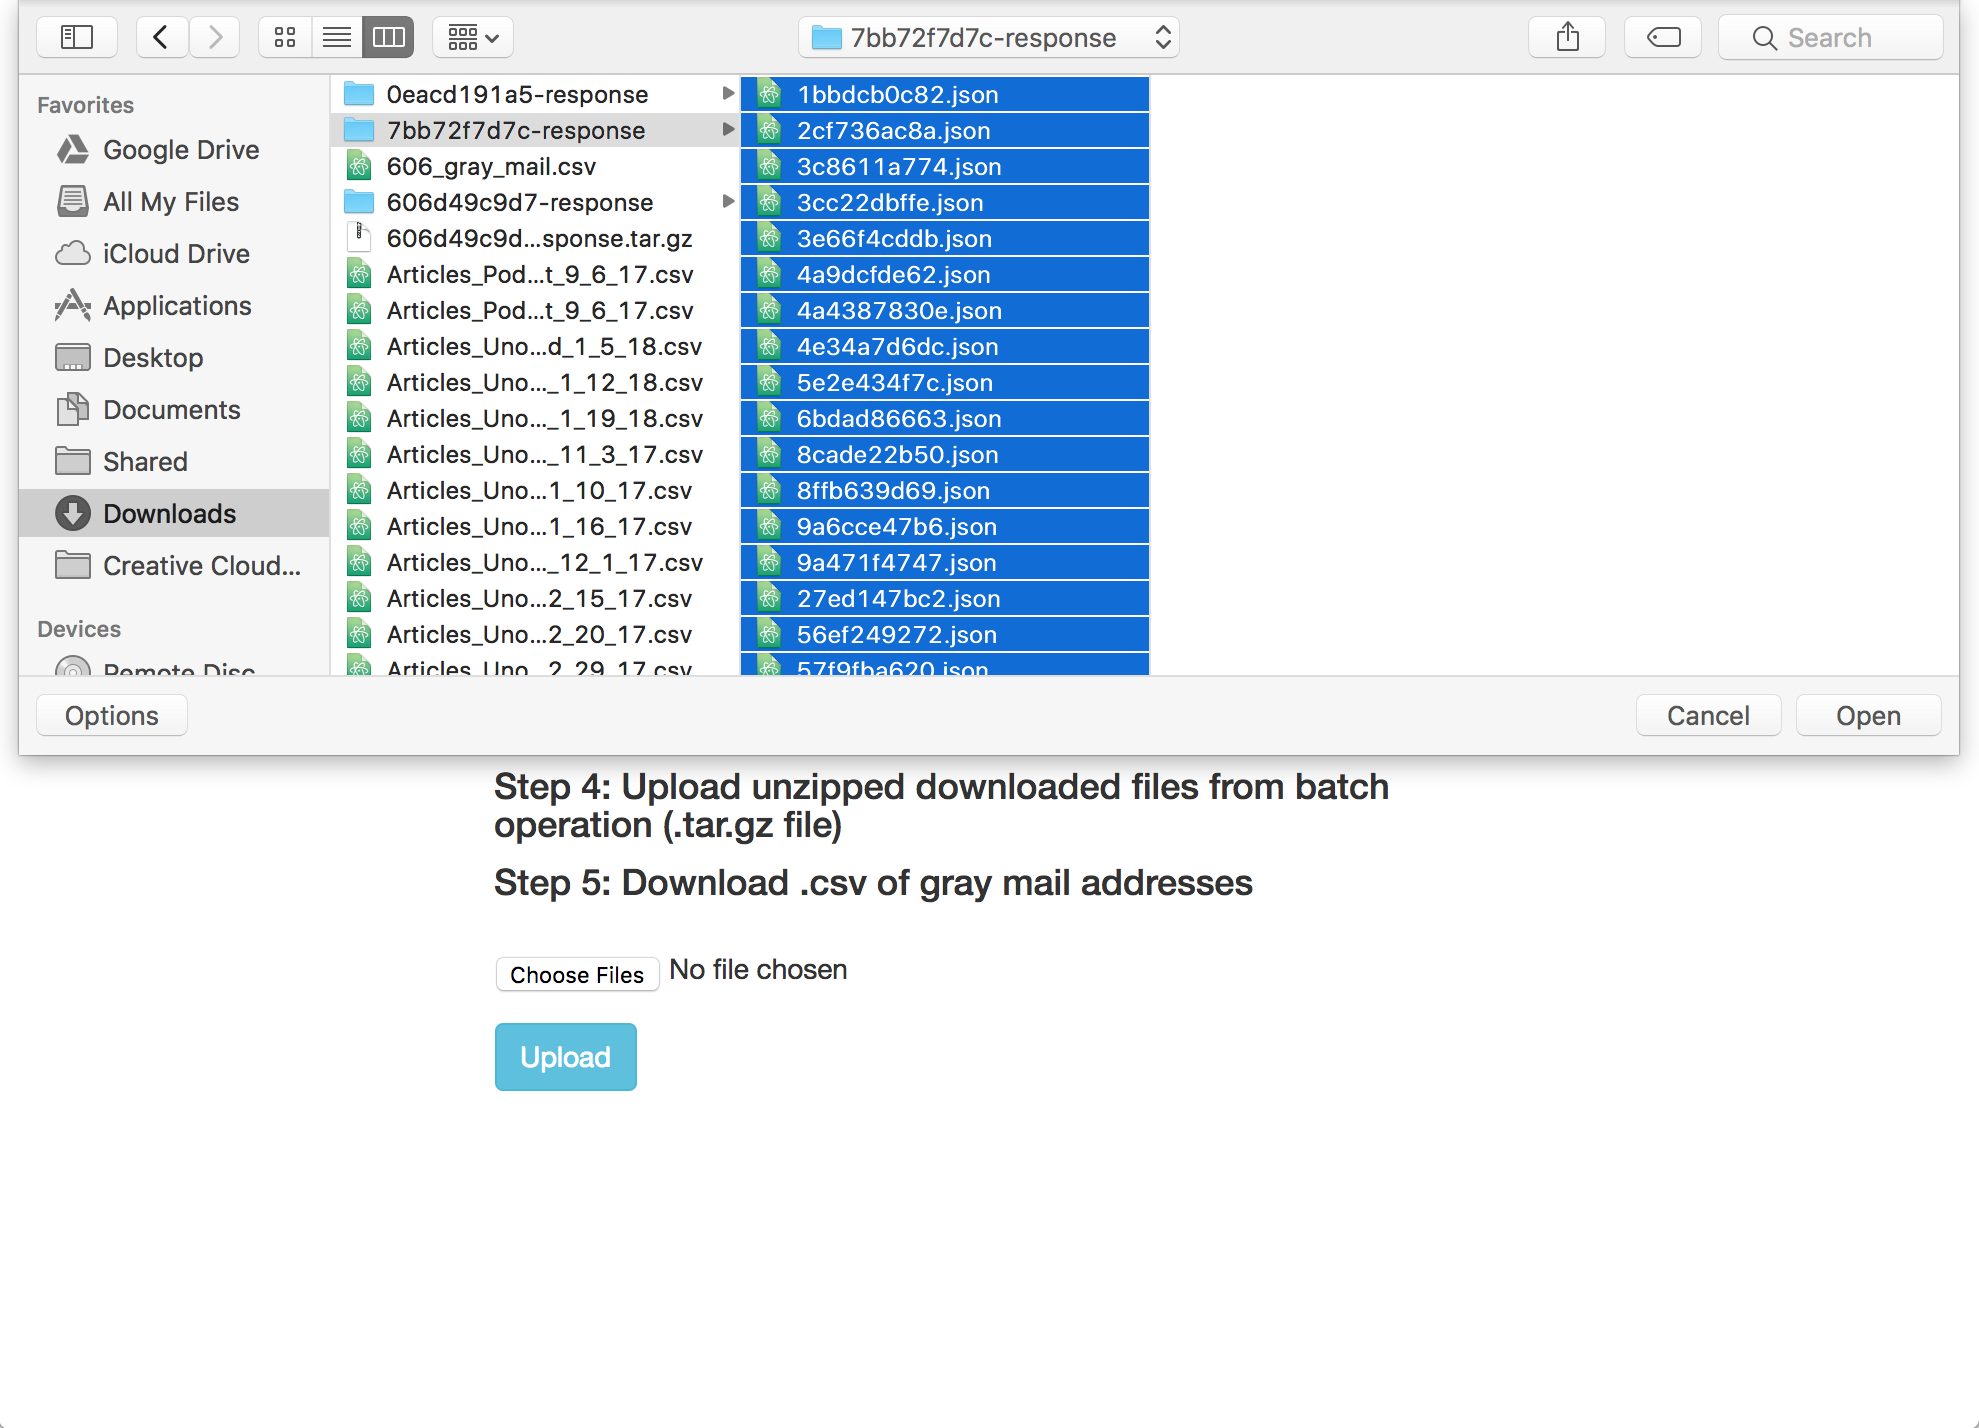 7bb72f7d7c-response
Search
Favorites
Google Drive
All My Files
iCloud Drive
Applications
Desktop
Documents
Shared
Downloads
Creative Cloud...
Devices
Remote Disc
0eacd191a5-response
7bb72f7d7c-response
606_gray_mail.csv
606d49c9d7-response
606d49c9d...sponse.tar.gz
Articles_Pod...t_9_6_17.csv
Articles_Pod...t_9_6_17.csv
Articles_Uno...d_1_5_18.csv
Articles_Uno..._1_12_18.csv
Articles_Uno..._1_19_18.csv
Articles_Uno..._11_3_17.csv
Articles_Uno...1_10_17.csv
Articles_Uno...1_16_17.csv
Articles_Uno..._12_1_17.csv
Articles_Uno...2_15_17.csv
Articles_Uno...2_20_17.csv
Articles_Uno...2_29_17.csv
1bbdcb0c82.json
2cf736ac8a.json
3c8611a774.json
3cc22dbffe.json
3e66f4cddb.json
4a9dcfde62.json
4a4387830e.json
4e34a7d6dc.json
5e2e434f7c.json
6bdad86663.json
8cade22b50.json
8ffb639d69.json
9a6cce47b6.json
9a471f4747.json
27ed147bc2.json
56ef249272.json
57f9fba620.json
Options
Cancel
Open
Step 4: Upload unzipped downloaded files from batch
operation (.tar.gz file)
Step 5: Download .csv of gray mail addresses
Choose Files No file chosen
Upload